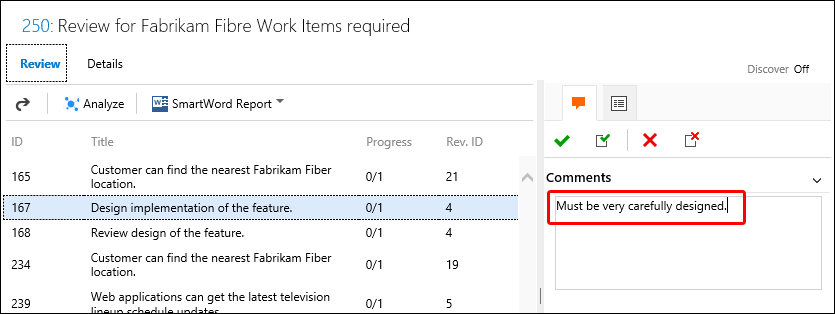 250: Review for Fabrikam Fibre Work Items required
Review Details
Discover Off
Analyze SmartWord Report
ID Title Progress Rev. ID
165 Customer can find the nearest Fabrikam Fiber location. 0/1 21
167 Design implementation of the feature. 0/1 4
168 Review design of the feature. 0/1 4
234 Customer can find the nearest Fabrikam Fiber location. 0/1 19
239 Web applications can get the latest television lineup schedule updates. 0/1 5
Comments
Must be very carefully designed.